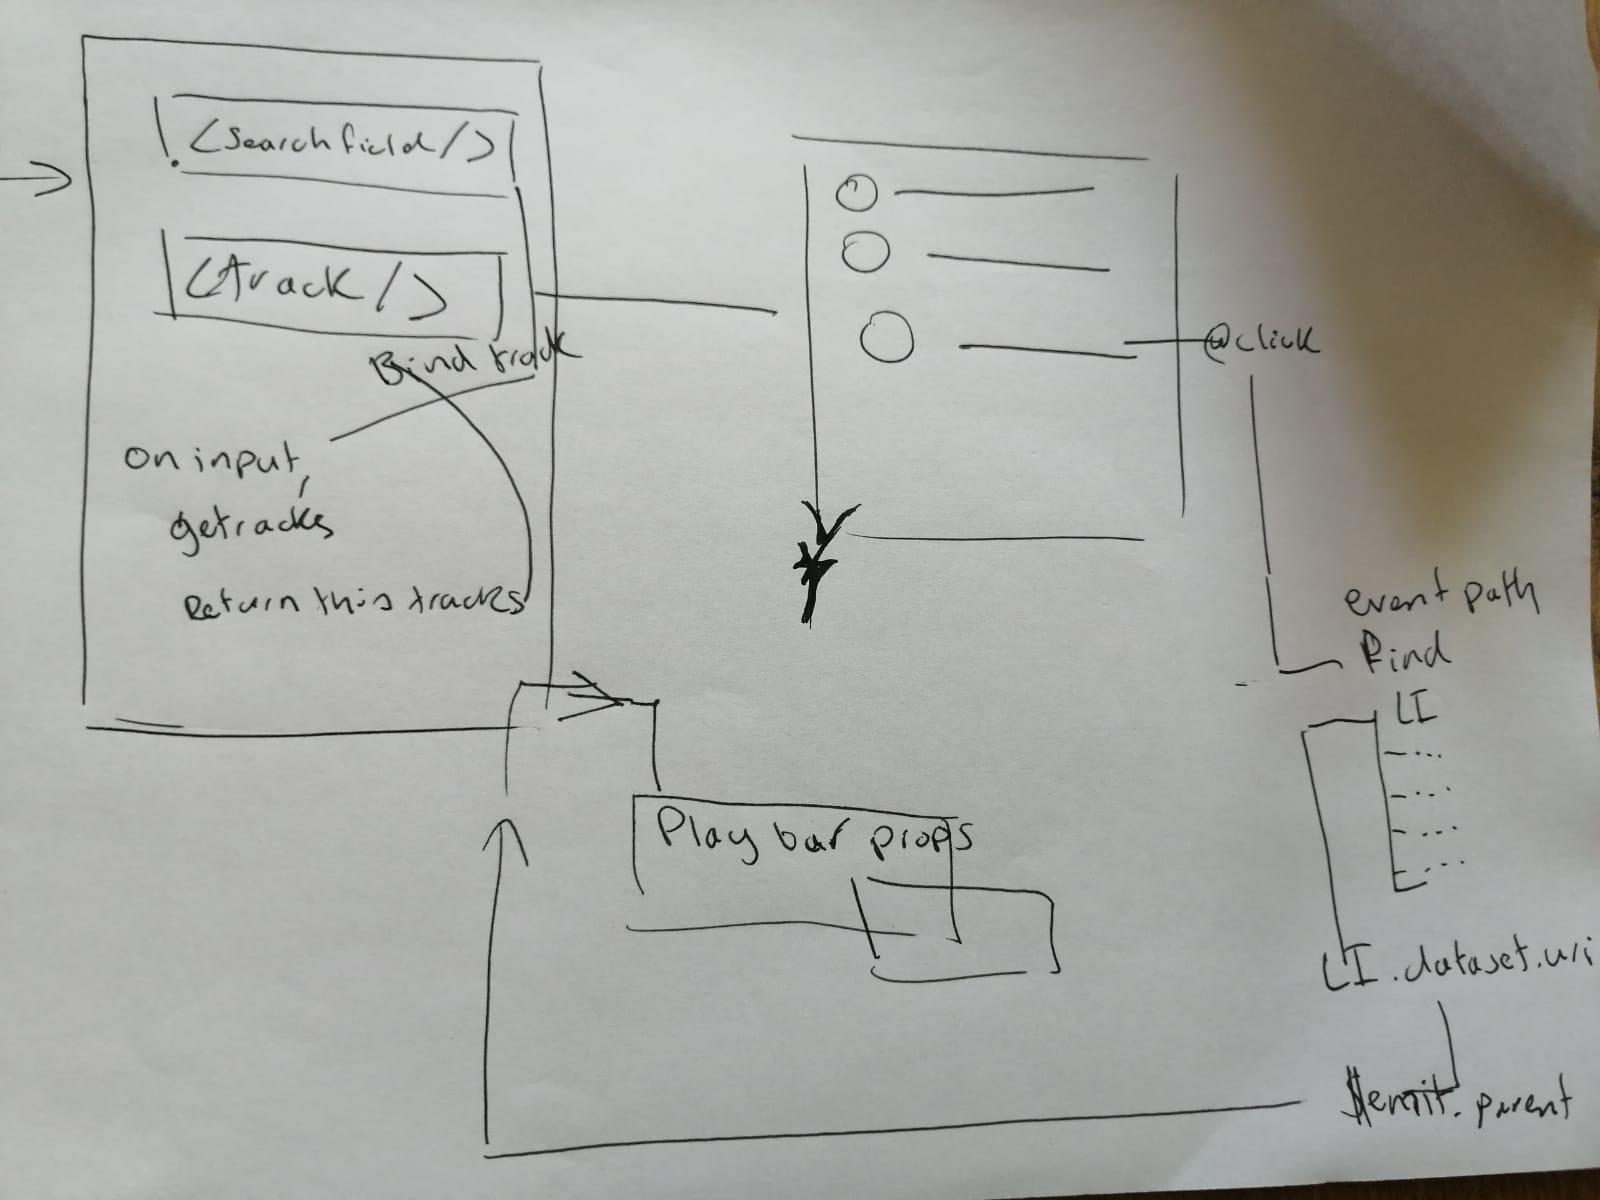 <searchfield/>
<track/>
Bind track
On input,
getracks
Return this tracks
@click
event path
find
LI
LI.dataset.uri
$emit. parent
Play bar props